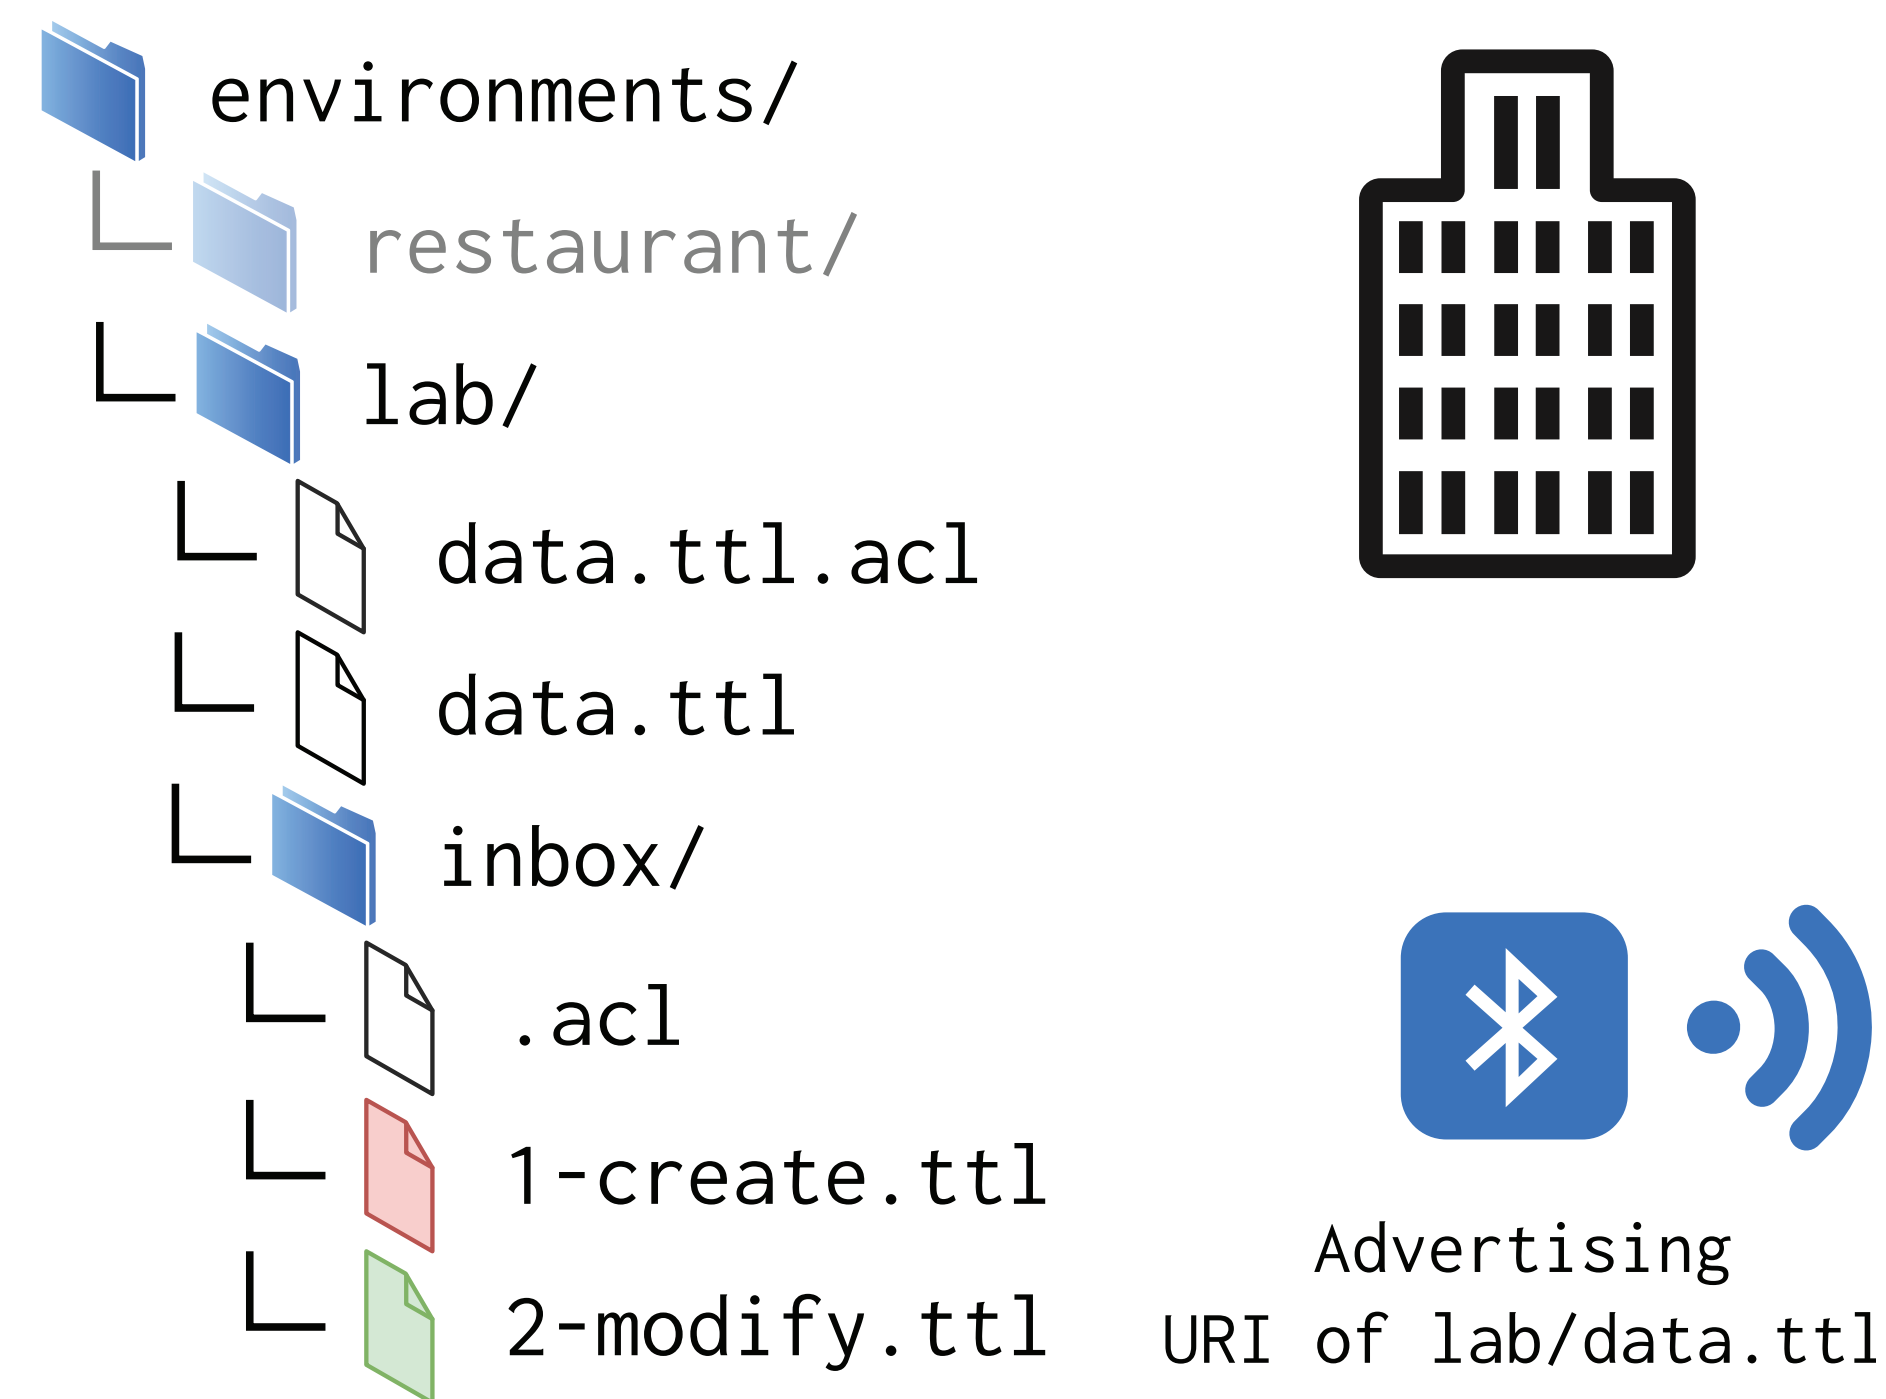 environments/
restaurant/
lab/
data.ttl.acl
data.ttl
inbox/
.acl
1-create.ttl
2-modify.ttl
Advertising
URI of lab/data.ttl